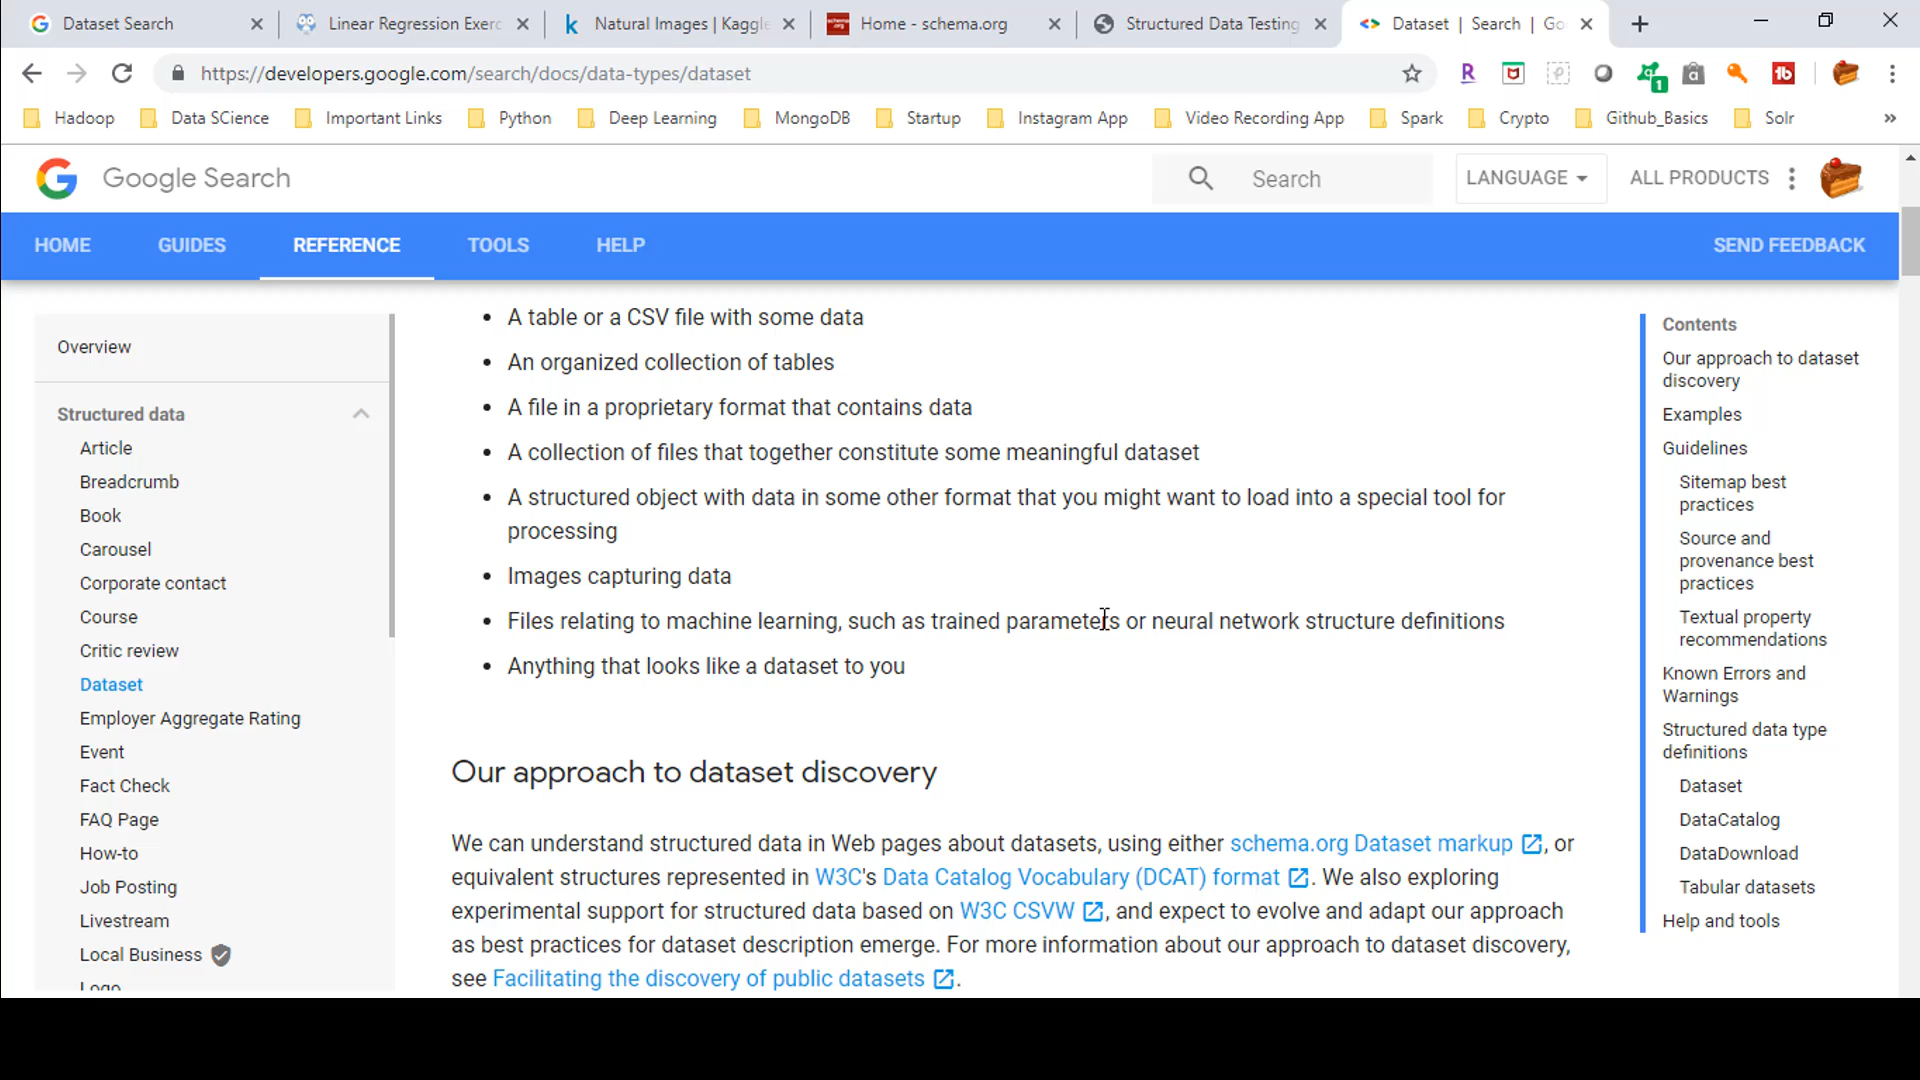 Dataset Search
Linear Regression Exerc
Natural Images | Kaggle
Home - schema.org
Structured Data Testing
Dataset | Search | Go
https://developers.google.com/search/docs/data-types/dataset
Hadoop
Data SCience
Important Links
Python
Deep Learning
MongoDB
Startup
Instagram App
Video Recording App
Spark
Crypto
Github_Basics
Solr
»
Google Search
Search
LANGUAGE
ALL PRODUCTS
HOME
GUIDES
REFERENCE
TOOLS
HELP
SEND FEEDBACK
Overview
Structured data
Article
Breadcrumb
Book
Carousel
Corporate contact
Course
Critic review
Dataset
Employer Aggregate Rating
Event
Fact Check
FAQ Page
How-to
Job Posting
Livestream
Local Business
Logo
• A table or a CSV file with some data
• An organized collection of tables
• A file in a proprietary format that contains data
• A collection of files that together constitute some meaningful dataset
• A structured object with data in some other format that you might want to load into a special tool for
processing
• Images capturing data
• Files relating to machine learning, such as trained parameters or neural network structure definitions
• Anything that looks like a dataset to you
Our approach to dataset discovery
We can understand structured data in Web pages about datasets, using either schema.org Dataset markup, or
equivalent structures represented in W3C's Data Catalog Vocabulary (DCAT) format. We also exploring
experimental support for structured data based on W3C CSVW, and expect to evolve and adapt our approach
as best practices for dataset description emerge. For more information about our approach to dataset discovery,
see Facilitating the discovery of public datasets.
Contents
Our approach to dataset
discovery
Examples
Guidelines
Sitemap best
practices
Source and
provenance best
practices
Textual property
recommendations
Known Errors and
Warnings
Structured data type
definitions
Dataset
DataCatalog
DataDownload
Tabular datasets
Help and tools